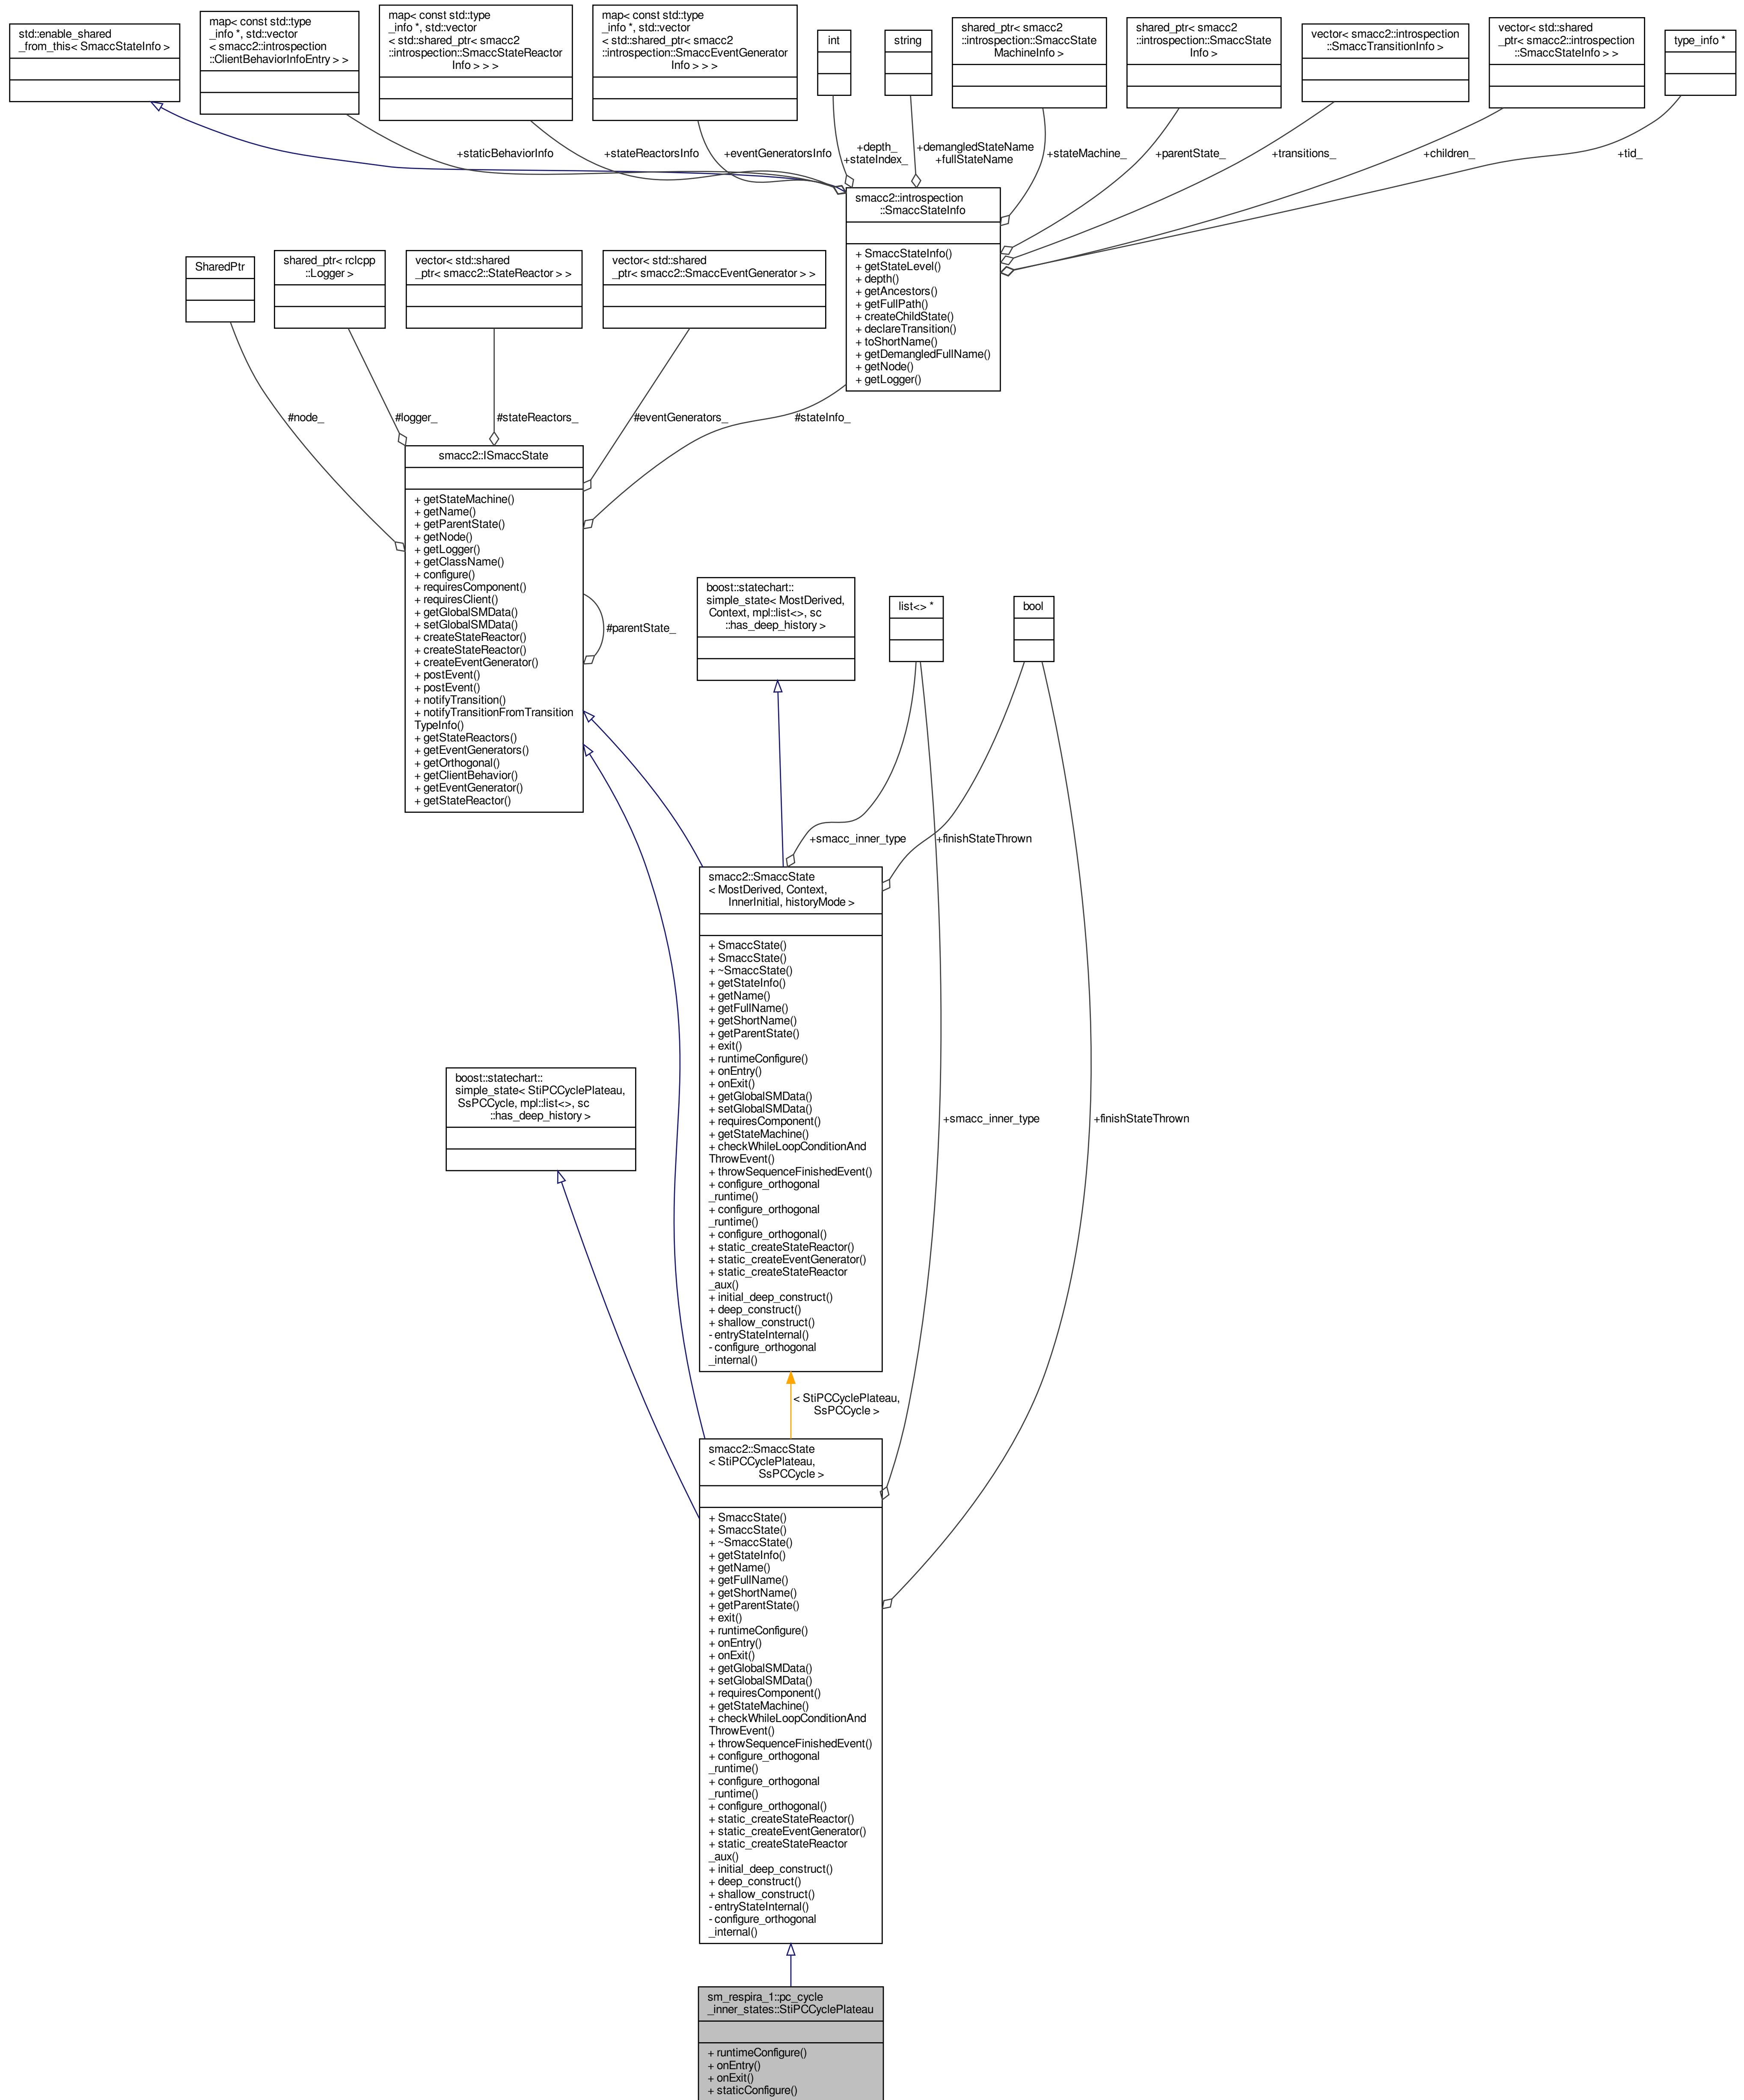 std::enable_shared
_from_this< SmaccStateInfo >
map< const std::type
_info *, std::vector
< smacc2::introspection
::ClientBehaviorInfoEntry > >
map< const std::type
_info *, std::vector
< std::shared_ptr< smacc2
::introspection::SmaccStateReactor
Info > > >
map< const std::type
_info *, std::vector
< std::shared_ptr< smacc2
::introspection::SmaccEventGenerator
Info > > >
int
string
shared_ptr< smacc2
::introspection::SmaccState
MachineInfo >
shared_ptr< smacc2
::introspection::SmaccState
Info >
vector< smacc2::introspection
::SmaccTransitionInfo >
vector< std::shared
_ptr< smacc2::introspection
::SmaccStateInfo > >
type_info *
+staticBehaviorInfo
+stateReactorsInfo
+eventGeneratorsInfo
+depth_
+stateIndex_
+demangledStateName
+fullStateName
+stateMachine_
+parentState_
+transitions_
+children_
+tid_
smacc2::introspection
::SmaccStateInfo
+ SmaccStateInfo()
+ getStateLevel()
+ depth()
+ getAncestors()
+ getFullPath()
+ createChildState()
+ declareTransition()
+ toShortName()
+ getDemangledFullName()
+ getNode()
+ getLogger()
SharedPtr
shared_ptr< rclcpp
::Logger >
vector< std::shared
_ptr< smacc2::StateReactor > >
vector< std::shared
_ptr< smacc2::SmaccEventGenerator > >
#node_
#logger_
#stateReactors_
#eventGenerators_
#stateInfo_
smacc2::ISmaccState
+ getStateMachine()
+ getName()
+ getParentState()
+ getNode()
+ getLogger()
+ getClassName()
+ configure()
+ requiresComponent()
+ requiresClient()
+ getGlobalSMData()
+ setGlobalSMData()
+ createStateReactor()
+ createStateReactor()
+ createEventGenerator()
+ postEvent()
+ postEvent()
+ notifyTransition()
+ notifyTransitionFromTransition
TypeInfo()
+ getStateReactors()
+ getEventGenerators()
+ getOrthogonal()
+ getClientBehavior()
+ getEventGenerator()
+ getStateReactor()
#parentState_
boost::statechart::
simple_state< MostDerived,
Context, mpl::list<>, sc
::has_deep_history >
list<> *
bool
+smacc_inner_type
+finishStateThrown
smacc2::SmaccState
< MostDerived, Context,
InnerInitial, historyMode >
+ SmaccState()
+ SmaccState()
+ ~SmaccState()
+ getStateInfo()
+ getName()
+ getFullName()
+ getShortName()
+ getParentState()
+ exit()
+ runtimeConfigure()
+ onEntry()
+ onExit()
+ getGlobalSMData()
+ setGlobalSMData()
+ requiresComponent()
+ getStateMachine()
+ checkWhileLoopConditionAnd
ThrowEvent()
+ throwSequenceFinishedEvent()
+ configure_orthogonal
_runtime()
+ configure_orthogonal
_runtime()
+ configure_orthogonal()
+ static_createStateReactor()
+ static_createEventGenerator()
+ static_createStateReactor
_aux()
+ initial_deep_construct()
+ deep_construct()
+ shallow_construct()
- entryStateInternal()
- configure_orthogonal
_internal()
boost::statechart::
simple_state< StiPCCyclePlateau,
SsPCCycle, mpl::list<>, sc
::has_deep_history >
+smacc_inner_type
+finishStateThrown
< StiPCCyclePlateau,
SsPCCycle >
smacc2::SmaccState
< StiPCCyclePlateau,
SsPCCycle >
+ SmaccState()
+ SmaccState()
+ ~SmaccState()
+ getStateInfo()
+ getName()
+ getFullName()
+ getShortName()
+ getParentState()
+ exit()
+ runtimeConfigure()
+ onEntry()
+ onExit()
+ getGlobalSMData()
+ setGlobalSMData()
+ requiresComponent()
+ getStateMachine()
+ checkWhileLoopConditionAnd
ThrowEvent()
+ throwSequenceFinishedEvent()
+ configure_orthogonal
_runtime()
+ configure_orthogonal
_runtime()
+ configure_orthogonal()
+ static_createStateReactor()
+ static_createEventGenerator()
+ static_createStateReactor
_aux()
+ initial_deep_construct()
+ deep_construct()
+ shallow_construct()
- entryStateInternal()
- configure_orthogonal
_internal()
sm_respira_1::pc_cycle
_inner_states::StiPCCyclePlateau
+ runtimeConfigure()
+ onEntry()
+ onExit()
+ staticConfigure()